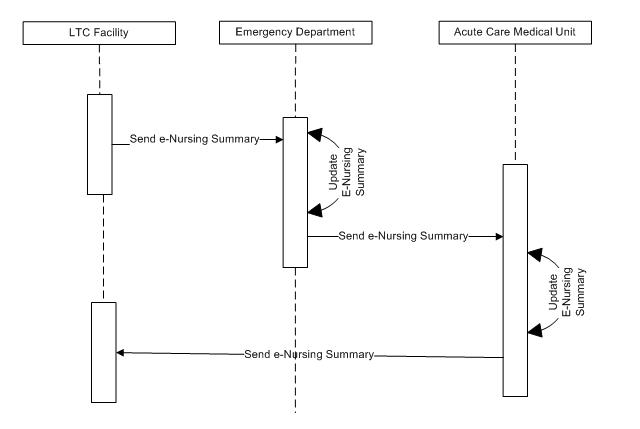 LTC Facility
Emergency Department
Acute Care Medical Unit
Send e-Nursing Summary
Update
E-Nursing
Summary
Send e-Nursing Summary
Update
E-Nursing
Summary
Send e-Nursing Summary